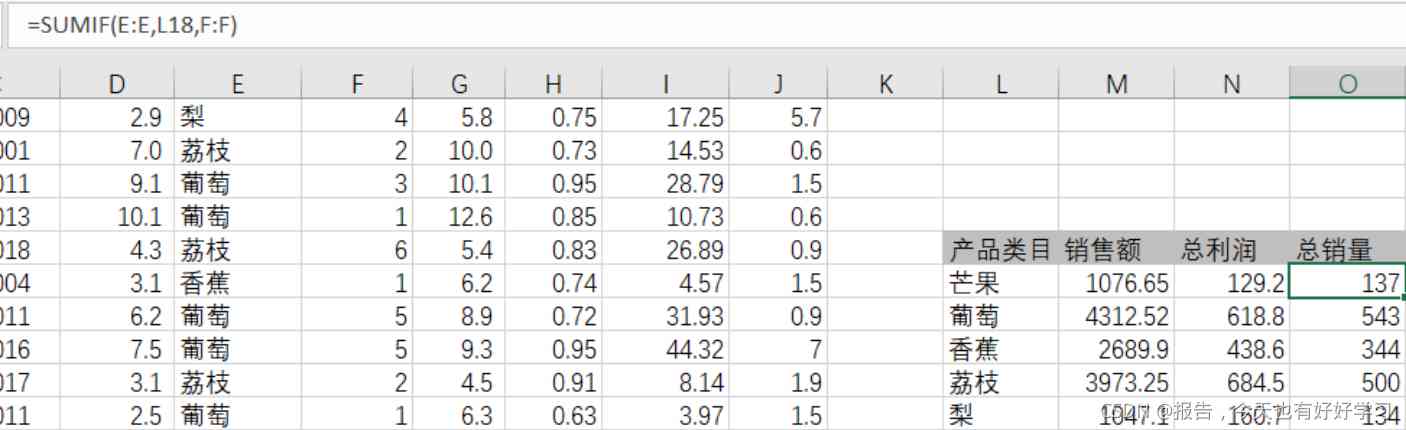 =SUMIF(E:E,L18,F:F)
D E F G H I J K L M N O
009 2.9 梨 4 5.8 0.75 17.25 5.7
001 7.0 荔枝 2 10.0 0.73 14.53 0.6
011 9.1 葡萄 3 10.1 0.95 28.79 1.5
013 10.1 葡萄 1 12.6 0.85 10.73 0.6
018 4.3 荔枝 6 5.4 0.83 26.89 0.9 产品类目 销售额 总利润 总销量
004 3.1 香蕉 1 6.2 0.74 4.57 1.5 芒果 1076.65 129.2 137
011 6.2 葡萄 5 8.9 0.72 31.93 0.9 葡萄 4312.52 618.8 543
016 7.5 葡萄 5 9.3 0.95 44.32 7 香蕉 2689.9 438.6 344
017 3.1 荔枝 2 4.5 0.91 8.14 1.9 荔枝 3973.25 684.5 500
011 2.5 葡萄 1 6.3 0.63 3.97 1.5 梨 1047.1 160.7 134
CSDN @报告，今天也有好好学习